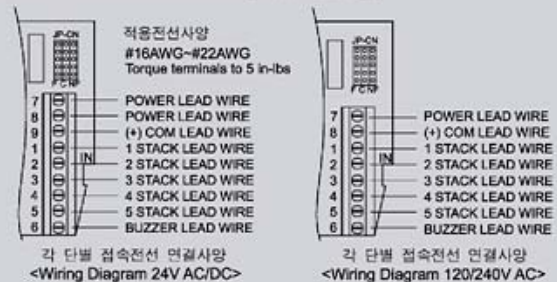 JP-CN
적용전선사양
#16AWG~#22AWG
Torque terminals to 5 in-lbs
7 POWER LEAD WIRE
8 POWER LEAD WIRE
9 (+) COM LEAD WIRE
1 1 STACK LEAD WIRE
IN
2 2 STACK LEAD WIRE
3 3 STACK LEAD WIRE
4 4 STACK LEAD WIRE
5 5 STACK LEAD WIRE
6 BUZZER LEAD WIRE
각 단별 접속전선 연결사양
<Wiring Diagram 24V AC/DC>
JP-CN
7 POWER LEAD WIRE
8 (+) COM LEAD WIRE
1 1 STACK LEAD WIRE
IN
2 2 STACK LEAD WIRE
3 3 STACK LEAD WIRE
4 4 STACK LEAD WIRE
5 5 STACK LEAD WIRE
6 BUZZER LEAD WIRE
각 단별 접속전선 연결사양
<Wiring Diagram 120/240V AC>